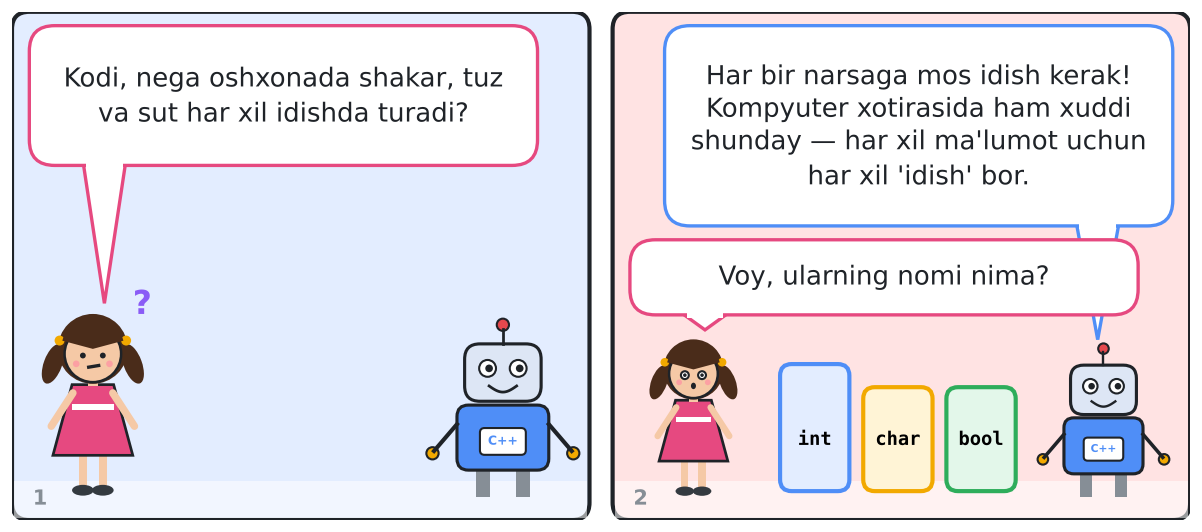 Kodi, nega oshxonada shakar, tuz
va sut har xil idishda turadi?
?
C++
1
Har bir narsaga mos idish kerak!
Kompyuter xotirasida ham xuddi
shunday — har xil ma'lumot uchun
har xil 'idish' bor.
Voy, ularning nomi nima?
int
char
bool
C++
2